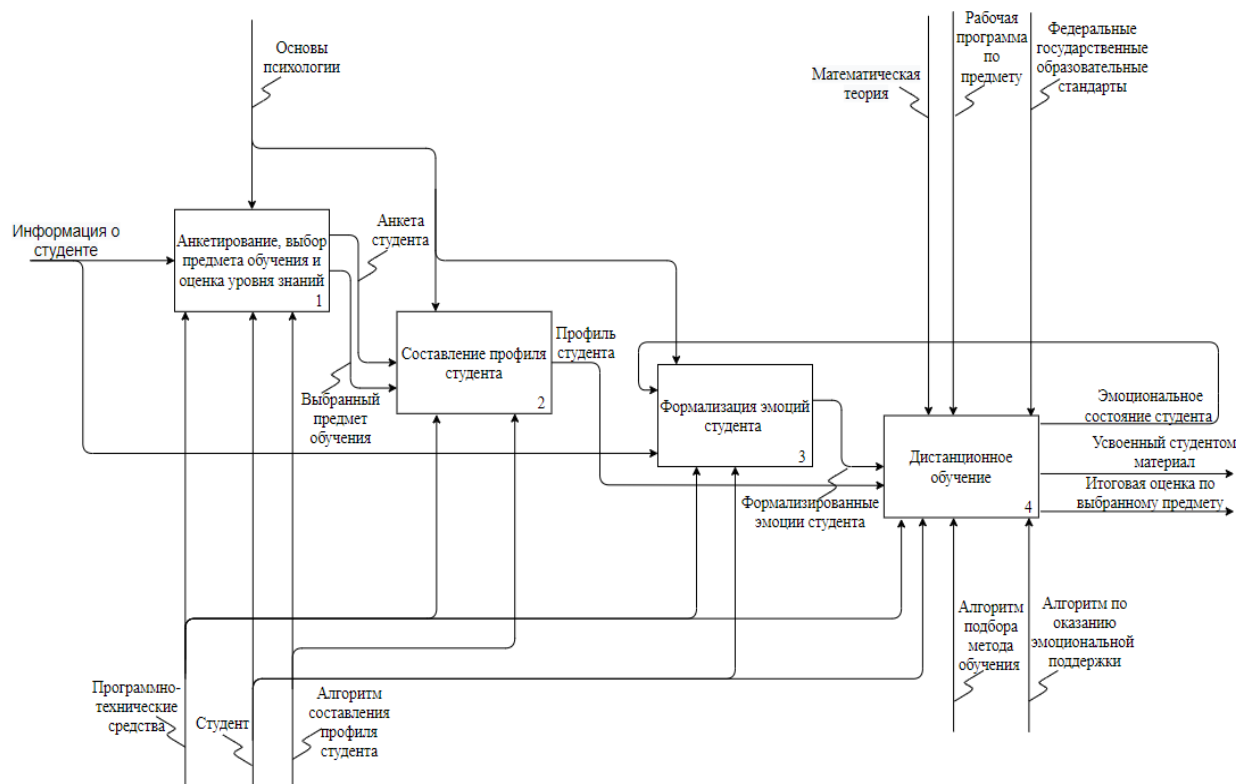 Основы
психологии
Математическая
теория
Рабочая
программа
по
предмету
Федеральные
государственные
образовательные
стандарты
Информация о
студенте
Анкетирование, выбор
предмета обучения и
оценка уровня знаний
1
Анкета
студента
Выбранный
предмет
обучения
Составление профиля
студента
2
Профиль
студента
Формализация эмоций
студента
3
Формализированные
эмоции студента
Дистанционное
обучение
4
Эмоциональное
состояние студента
Усвоенный студентом
материал
Итоговая оценка по
выбранному предмету
Программно-
технические
средства
Студент
Алгоритм
составления
профиля
студента
Алгоритм
подбора
метода
обучения
Алгоритм по
оказанию
эмоциональной
поддержки